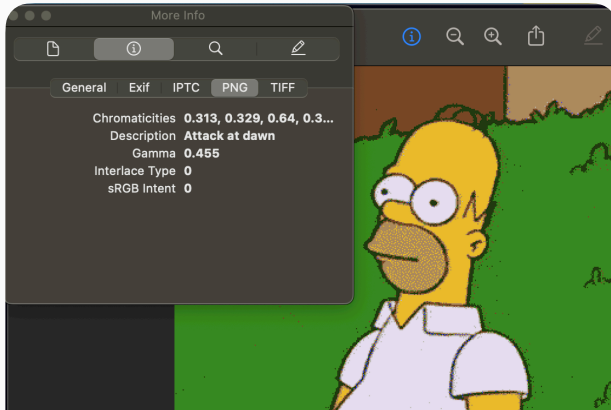 More Info
General Exif IPTC PNG TIFF
Chromaticities 0.313, 0.329, 0.64, 0.3...
Description Attack at dawn
Gamma 0.455
Interlace Type 0
sRGB Intent 0